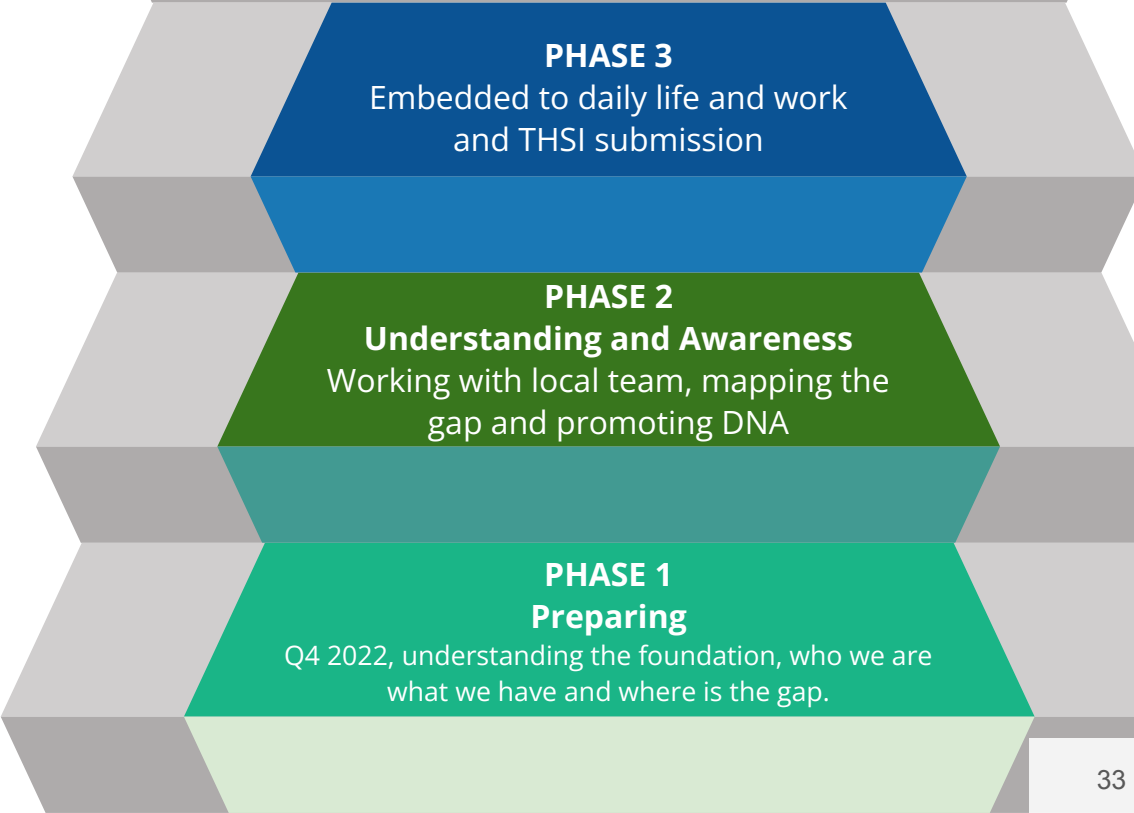 PHASE 3
Embedded to daily life and work
and THSI submission
PHASE 2
Understanding and Awareness
Working with local team, mapping the
gap and promoting DNA
PHASE 1
Preparing
Q4 2022, understanding the foundation, who we are
what we have and where is the gap.
33